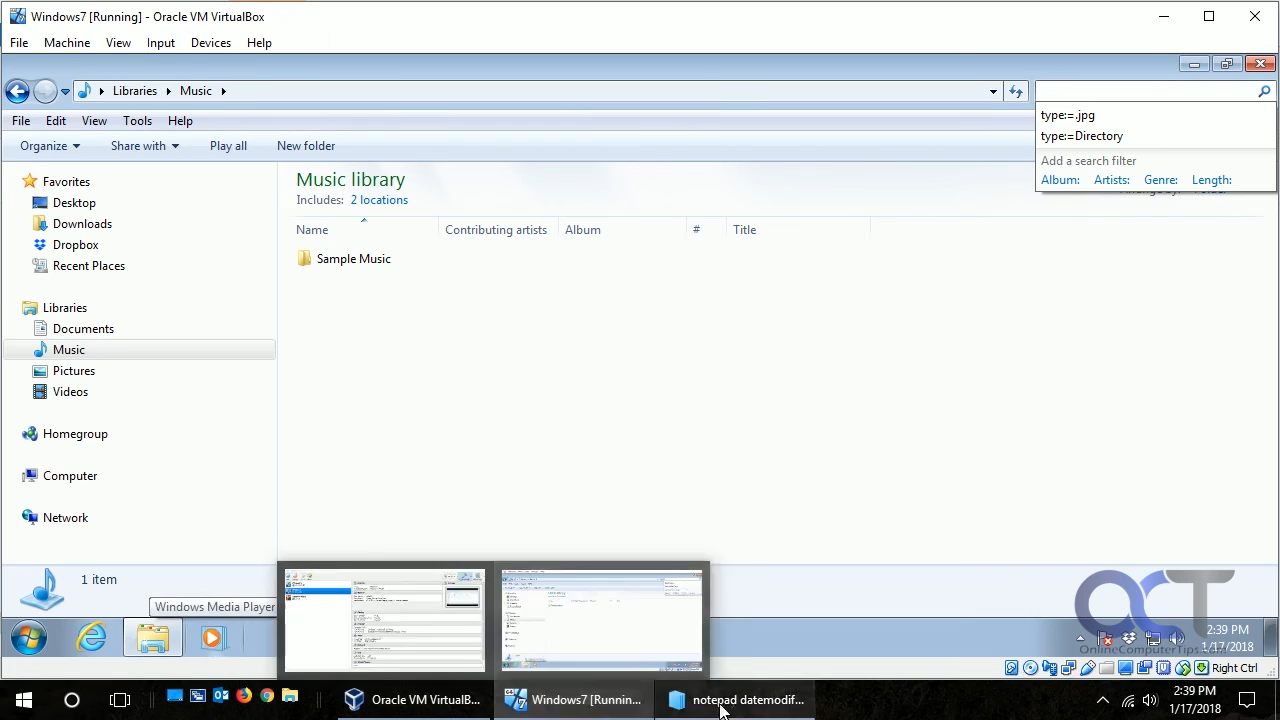 Windows7 [Running] - Oracle VM VirtualBox
File Machine View Input Devices Help
Libraries Music
File Edit View Tools Help
type:=.jpg
type:=Directory
Add a search filter
Album: Artists: Genre: Length:
Organize Share with Play all New folder
Favorites
Desktop
Downloads
Dropbox
Recent Places
Libraries
Documents
Music
Pictures
Videos
Homegroup
Computer
Network
Music library
Includes: 2 locations
Name Contributing artists Album # Title
Sample Music
1 item
Windows Media Player
OCT
OnlineComputerTips.com
2:39 PM
1/17/2018
Right Ctrl
Oracle VM VirtualB...
Windows7 [Runnin...
notepad datemodif...
2:39 PM
1/17/2018